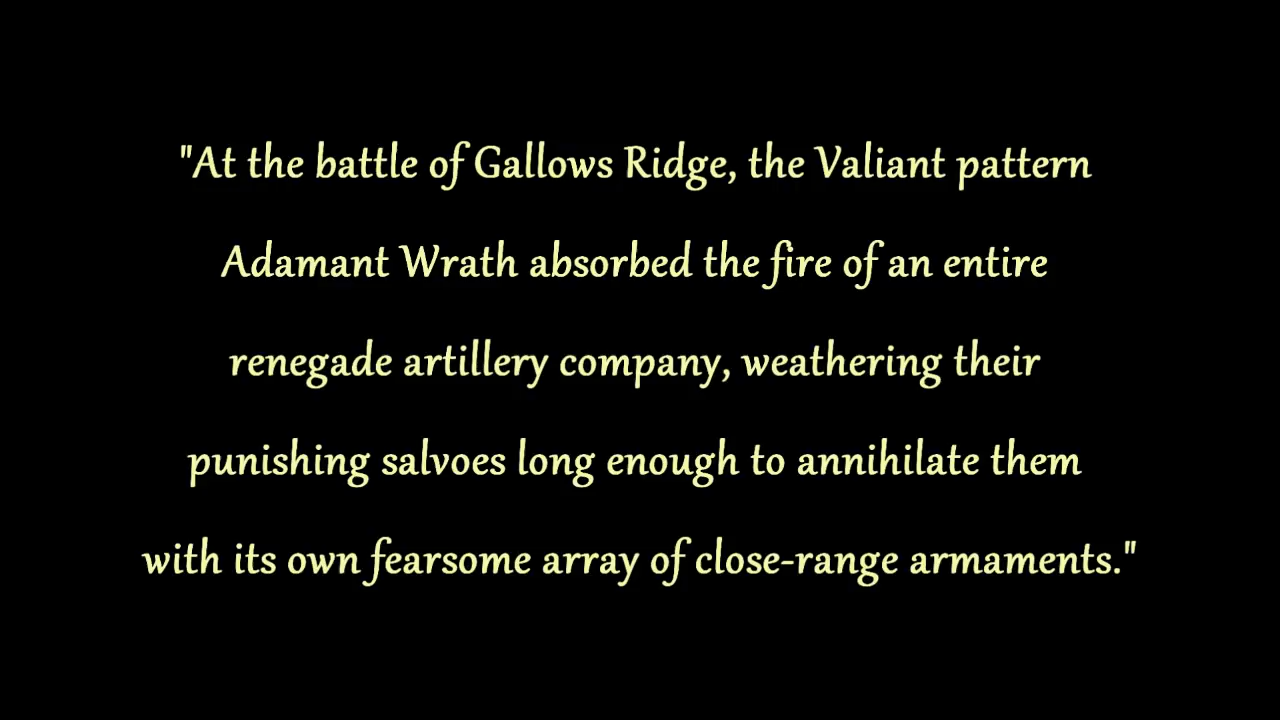 "At the battle of Gallows Ridge, the Valiant pattern
Adamant Wrath absorbed the fire of an entire
renegade artillery company, weathering their
punishing salvoes long enough to annihilate them
with its own fearsome array of close-range armaments."